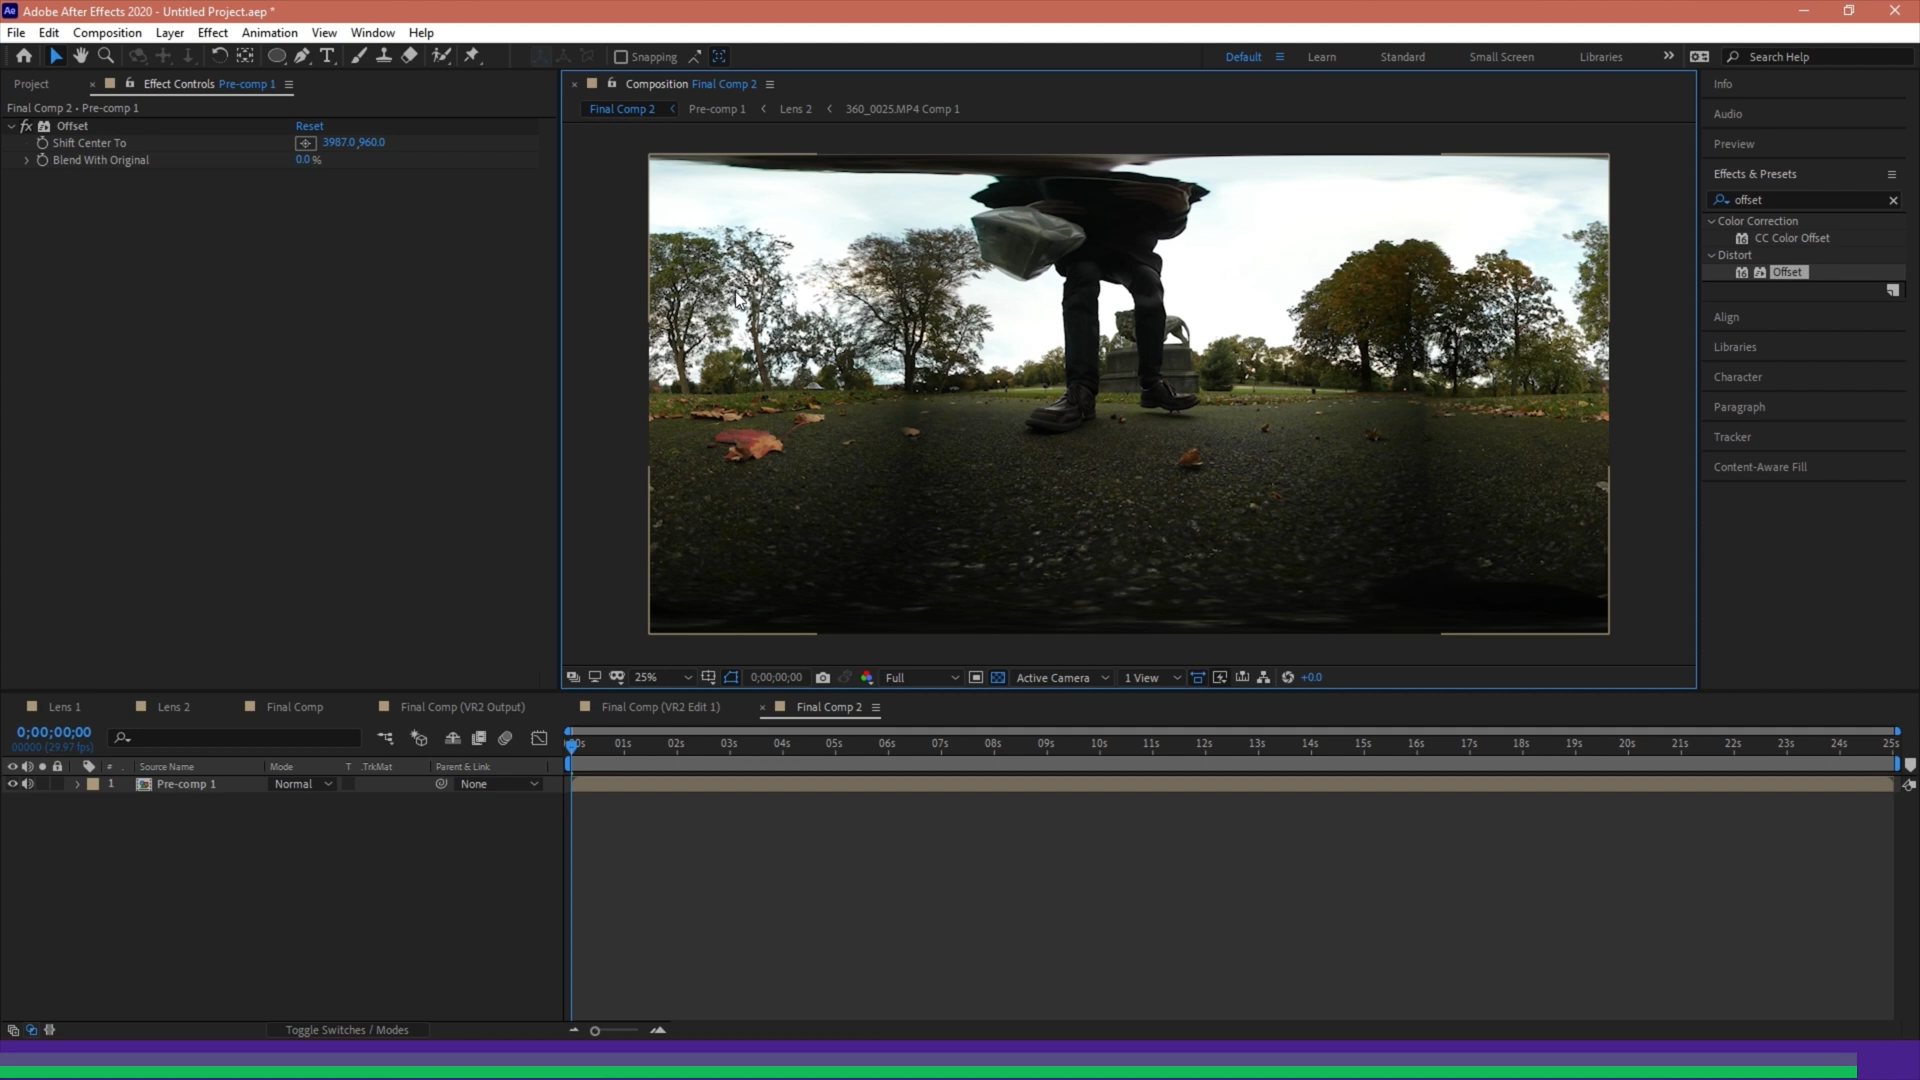 Ae Adobe After Effects 2020 - Untitled Project.aep *
File Edit Composition Layer Effect Animation View Window Help
Snapping Default Learn Standard Small Screen Libraries Search Help
Project Effect Controls Pre-comp 1
Final Comp 2 • Pre-comp 1
fx Offset Reset
Shift Center To 3987.0,960.0
Blend With Original 0.0 %
Composition Final Comp 2
Final Comp 2 Pre-comp 1 Lens 2 360_0025.MP4 Comp 1
25% 0;00;00;00 Full Active Camera 1 View +0.0
Info
Audio
Preview
Effects & Presets
offset
Color Correction
CC Color Offset
Distort
Offset
Align
Libraries
Character
Paragraph
Tracker
Content-Aware Fill
Lens 1 Lens 2 Final Comp Final Comp (VR2 Output) Final Comp (VR2 Edit 1) Final Comp 2
0;00;00;00
00000 (29.97 fps)
01s 02s 03s 04s 05s 06s 07s 08s 09s 10s 11s 12s 13s 14s 15s 16s 17s 18s 19s 20s 21s 22s 23s 24s 25s
# Source Name Mode T .TrkMat Parent & Link
1 Pre-comp 1 Normal None
Toggle Switches / Modes